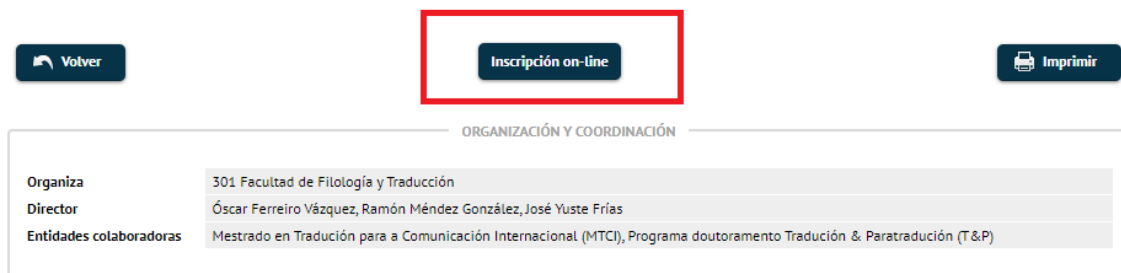 Volver
Inscripción on-line
Imprimir
ORGANIZACIÓN Y COORDINACIÓN
Organiza 301 Facultad de Filología y Traducción
Director Óscar Ferreiro Vázquez, Ramón Méndez González, José Yuste Frías
Entidades colaboradoras Mestrado en Tradución para a Comunicación Internacional (MTCI), Programa doutoramento Tradución & Paratradución (T&P)